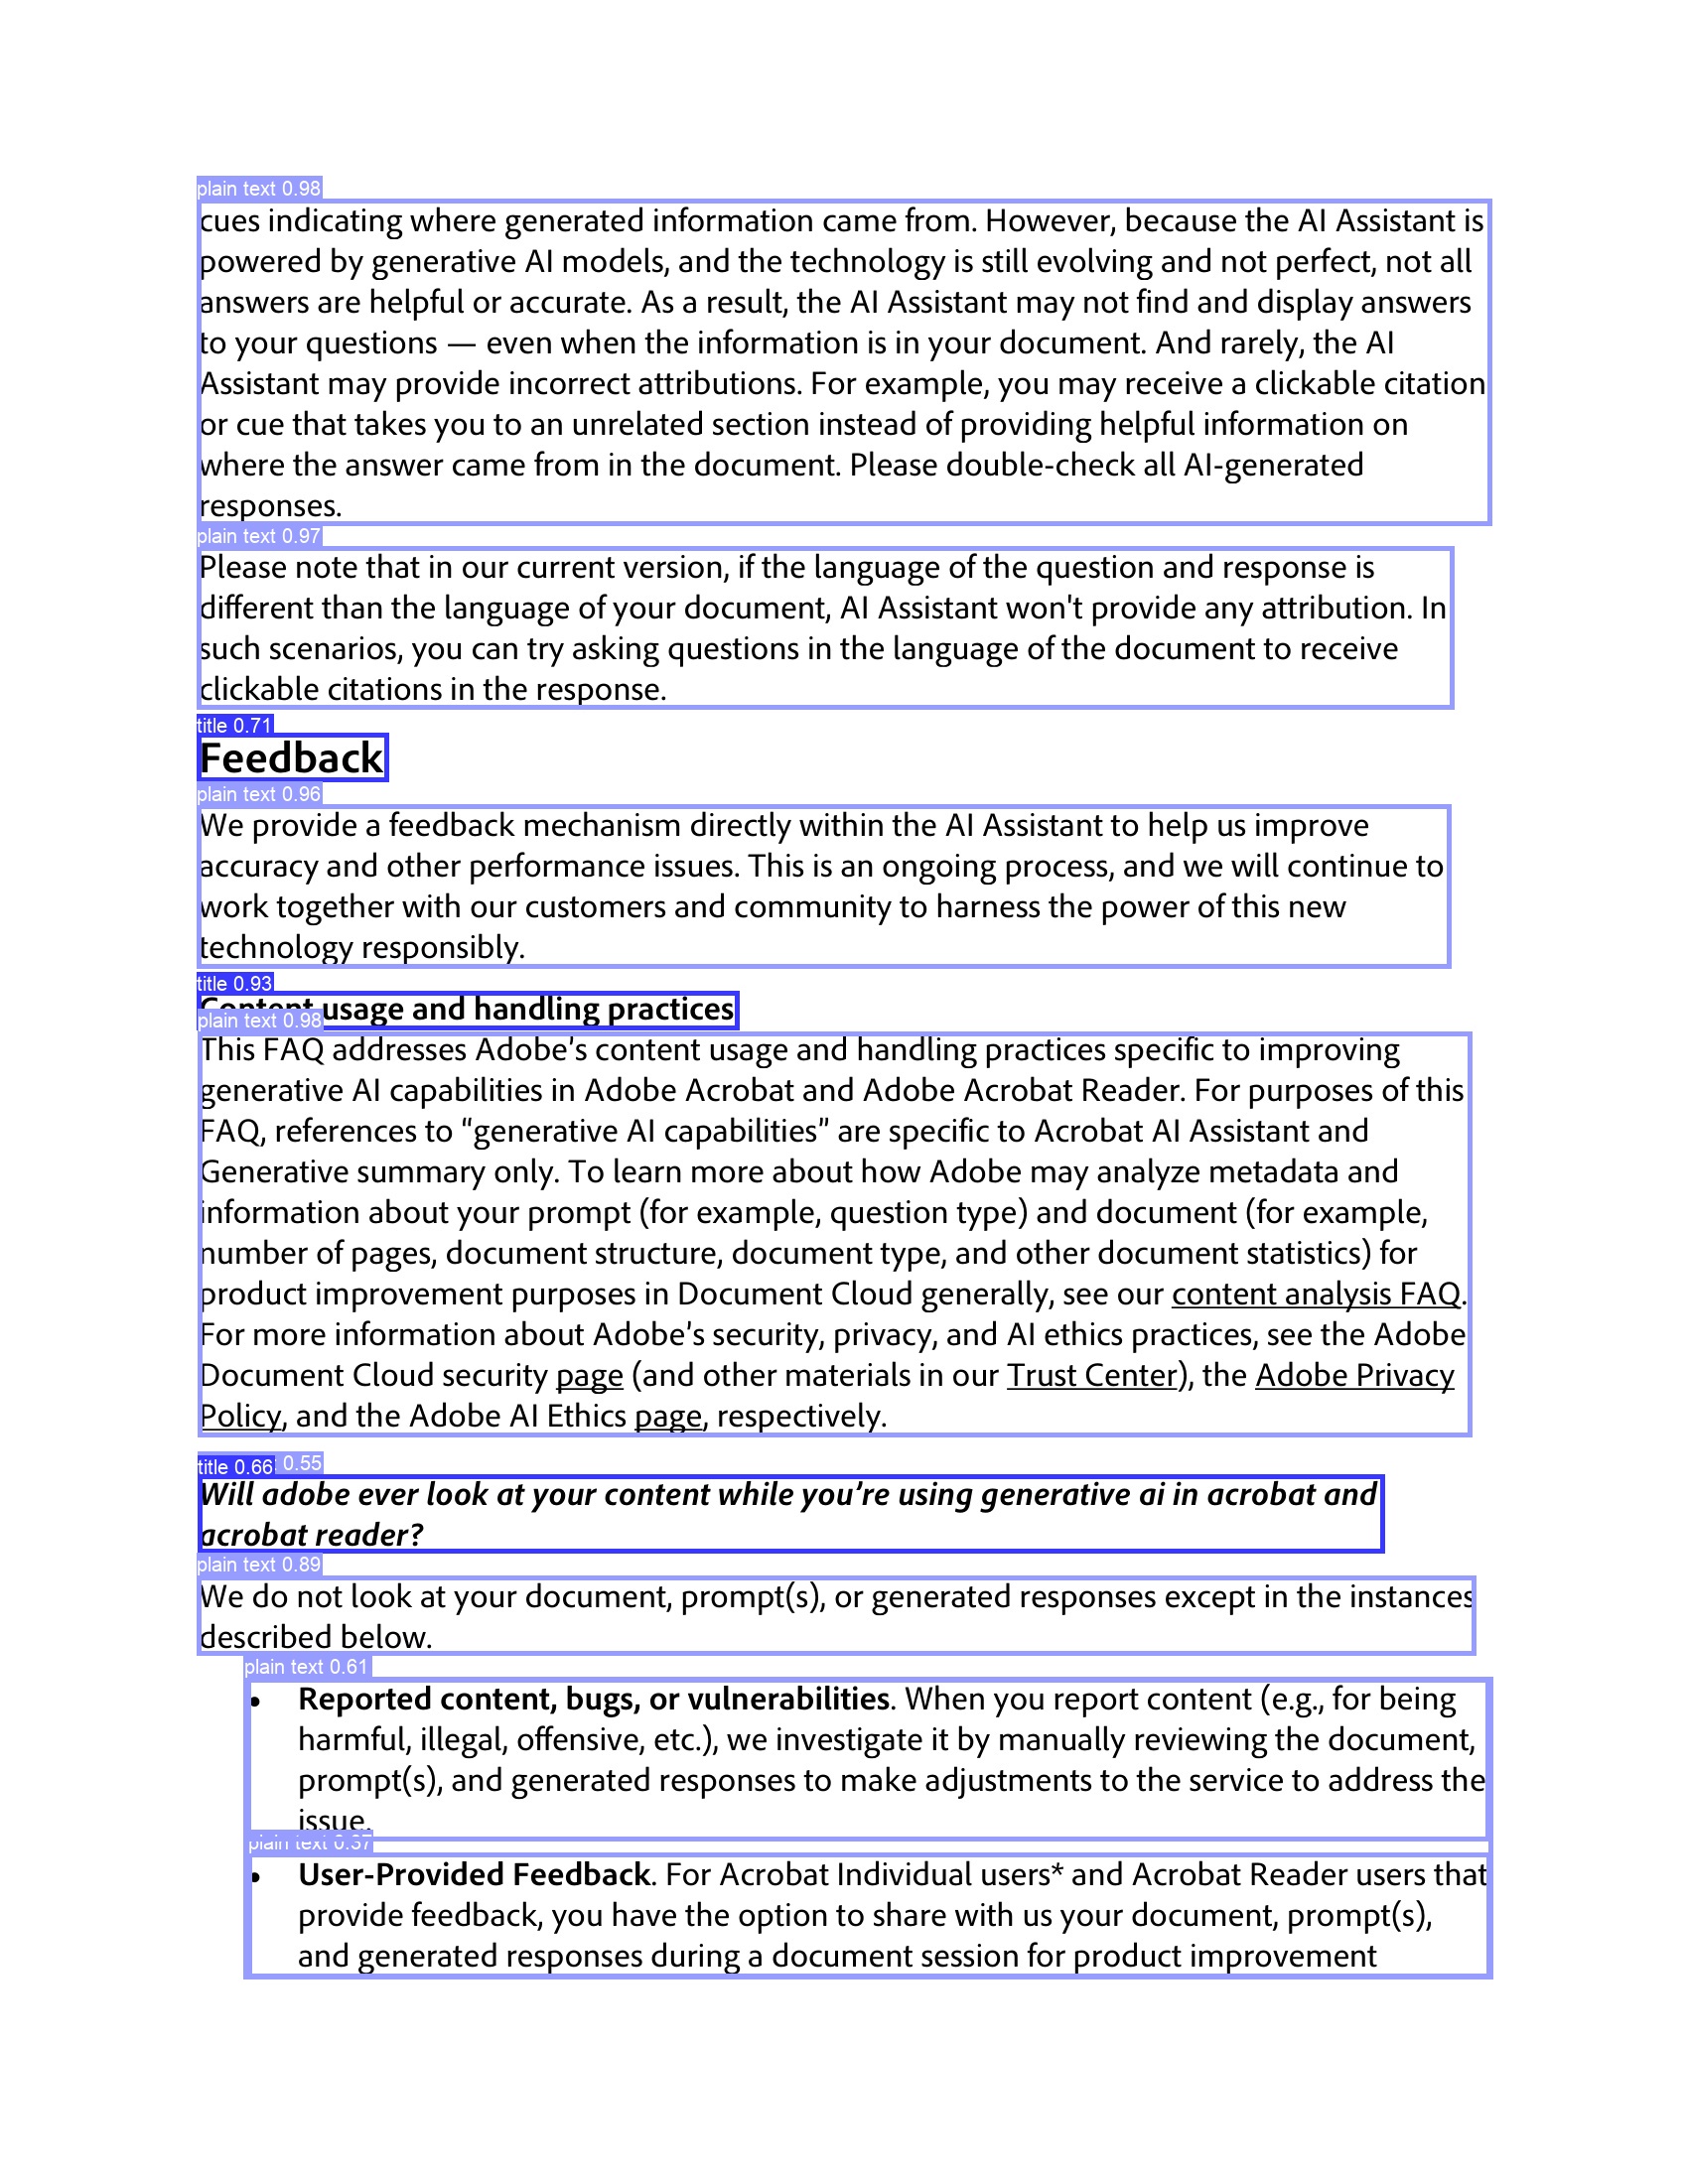 plain text 0.98
cues indicating where generated information came from. However, because the AI Assistant is
powered by generative AI models, and the technology is still evolving and not perfect, not all
answers are helpful or accurate. As a result, the AI Assistant may not find and display answers
to your questions — even when the information is in your document. And rarely, the AI
Assistant may provide incorrect attributions. For example, you may receive a clickable citation
or cue that takes you to an unrelated section instead of providing helpful information on
where the answer came from in the document. Please double-check all AI-generated
responses.
plain text 0.97
Please note that in our current version, if the language of the question and response is
different than the language of your document, AI Assistant won't provide any attribution. In
such scenarios, you can try asking questions in the language of the document to receive
clickable citations in the response.
title 0.71
Feedback
plain text 0.96
We provide a feedback mechanism directly within the AI Assistant to help us improve
accuracy and other performance issues. This is an ongoing process, and we will continue to
work together with our customers and community to harness the power of this new
technology responsibly.
title 0.93
Content usage and handling practices
plain text 0.98
This FAQ addresses Adobe’s content usage and handling practices specific to improving
generative AI capabilities in Adobe Acrobat and Adobe Acrobat Reader. For purposes of this
FAQ, references to “generative AI capabilities” are specific to Acrobat AI Assistant and
Generative summary only. To learn more about how Adobe may analyze metadata and
information about your prompt (for example, question type) and document (for example,
number of pages, document structure, document type, and other document statistics) for
product improvement purposes in Document Cloud generally, see our content analysis FAQ.
For more information about Adobe’s security, privacy, and AI ethics practices, see the Adobe
Document Cloud security page (and other materials in our Trust Center), the Adobe Privacy
Policy, and the Adobe AI Ethics page, respectively.
title 0.66 0.55
Will adobe ever look at your content while you’re using generative ai in acrobat and
acrobat reader?
plain text 0.89
We do not look at your document, prompt(s), or generated responses except in the instances
described below.
plain text 0.61
• Reported content, bugs, or vulnerabilities. When you report content (e.g., for being
harmful, illegal, offensive, etc.), we investigate it by manually reviewing the document,
prompt(s), and generated responses to make adjustments to the service to address the
issue.
plain text 0.37
• User-Provided Feedback. For Acrobat Individual users* and Acrobat Reader users that
provide feedback, you have the option to share with us your document, prompt(s),
and generated responses during a document session for product improvement